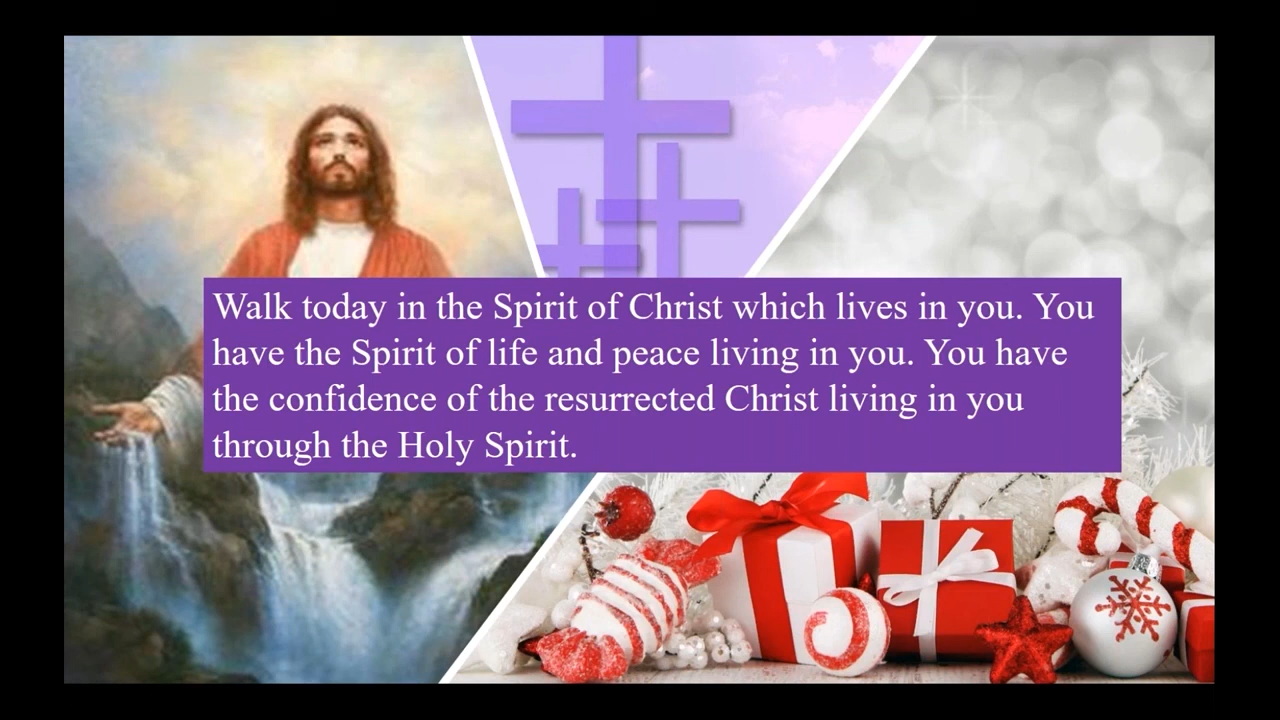 Walk today in the Spirit of Christ which lives in you. You
have the Spirit of life and peace living in you. You have
the confidence of the resurrected Christ living in you
through the Holy Spirit.